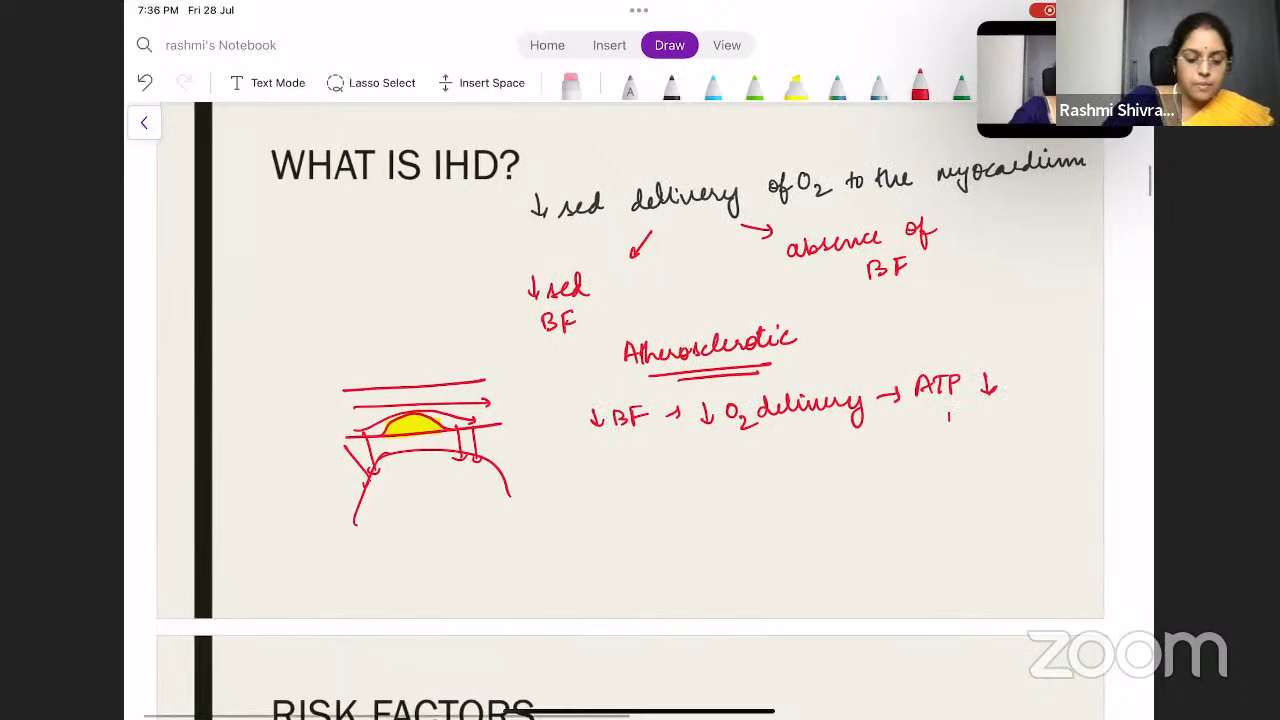 7:36 PM Fri 28 Jul
rashmi's Notebook
Home Insert Draw View
Text Mode Lasso Select Insert Space
A
Rashmi Shivra...
WHAT IS IHD?
↓sed delivery of O2 to the myocardium
absence of
BF
↓sed
BF
Atherosclerotic
↓ BF → ↓ O2 delivery → ATP ↓
zoom
RISK FACTORS